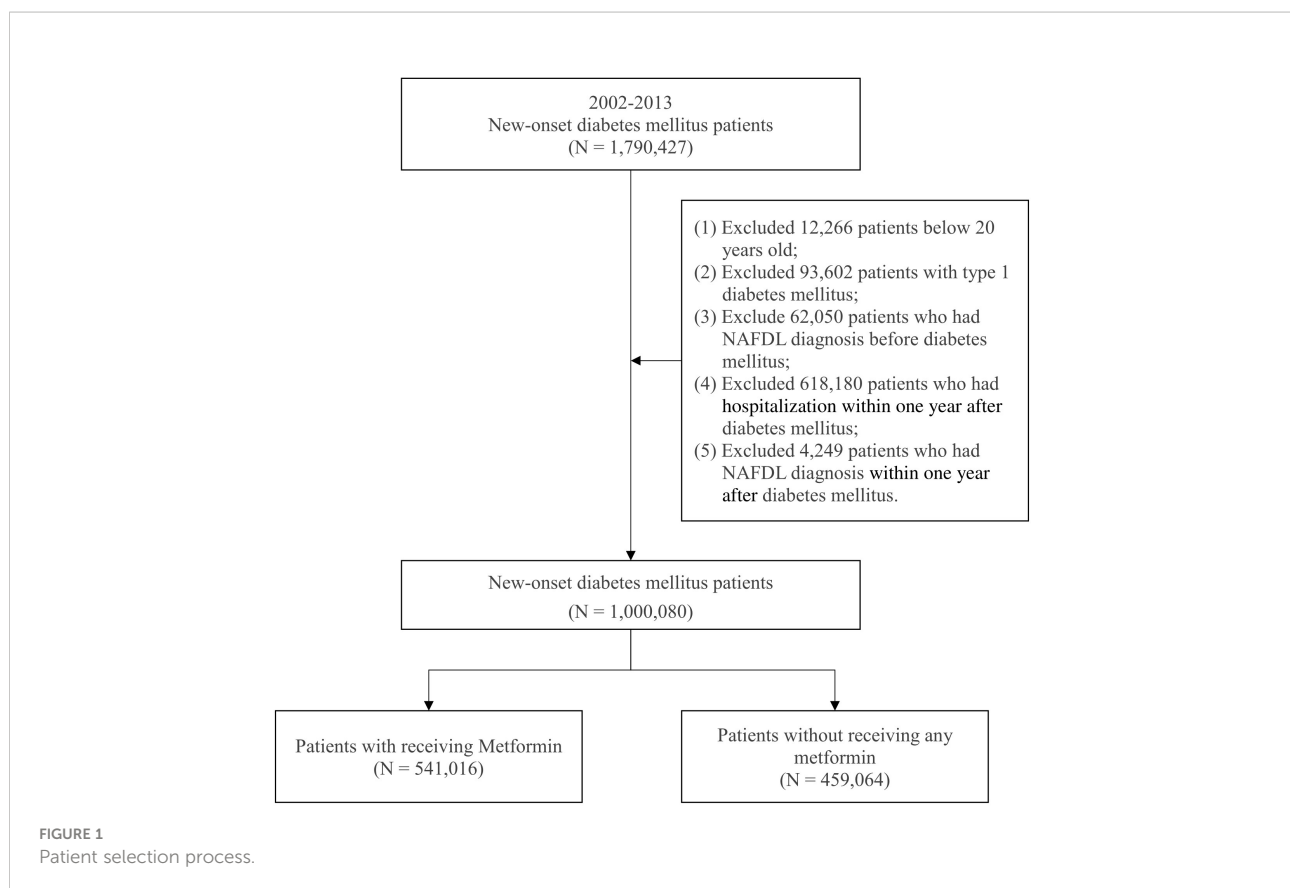 2002-2013
New-onset diabetes mellitus patients
(N = 1,790,427)
(1) Excluded 12,266 patients below 20
years old;
(2) Excluded 93,602 patients with type 1
diabetes mellitus;
(3) Exclude 62,050 patients who had
NAFDL diagnosis before diabetes
mellitus;
(4) Excluded 618,180 patients who had
hospitalization within one year after
diabetes mellitus;
(5) Excluded 4,249 patients who had
NAFDL diagnosis within one year
after diabetes mellitus.
New-onset diabetes mellitus patients
(N = 1,000,080)
Patients with receiving Metformin
(N = 541,016)
Patients without receiving any
metformin
(N = 459,064)
FIGURE 1
Patient selection process.